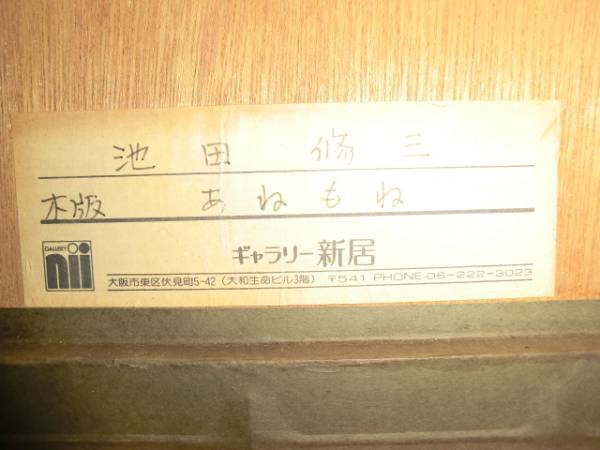 池田 修三
木版 あねもね
GALLERY nii ギャラリー新居
大阪市東区伏見町5-42（大和生命ビル3階）〒541 PHONE 06-222-3023